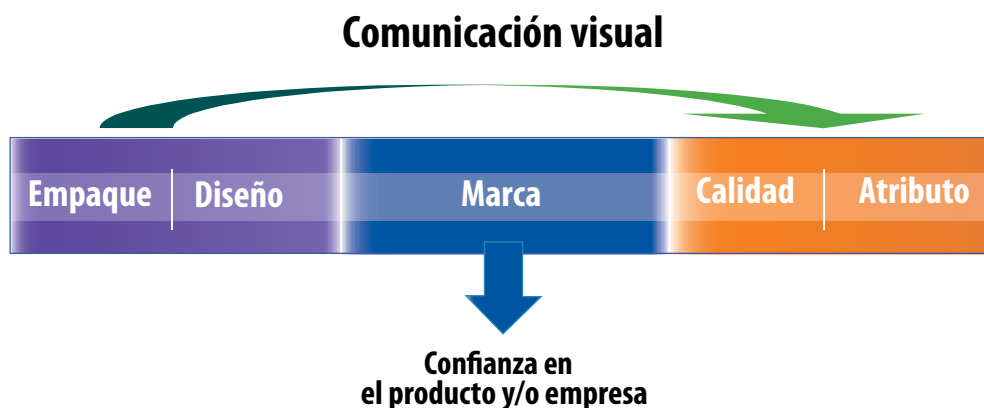 Comunicación visual
Empaque Diseño Marca Calidad Atributo
Confianza en
el producto y/o empresa